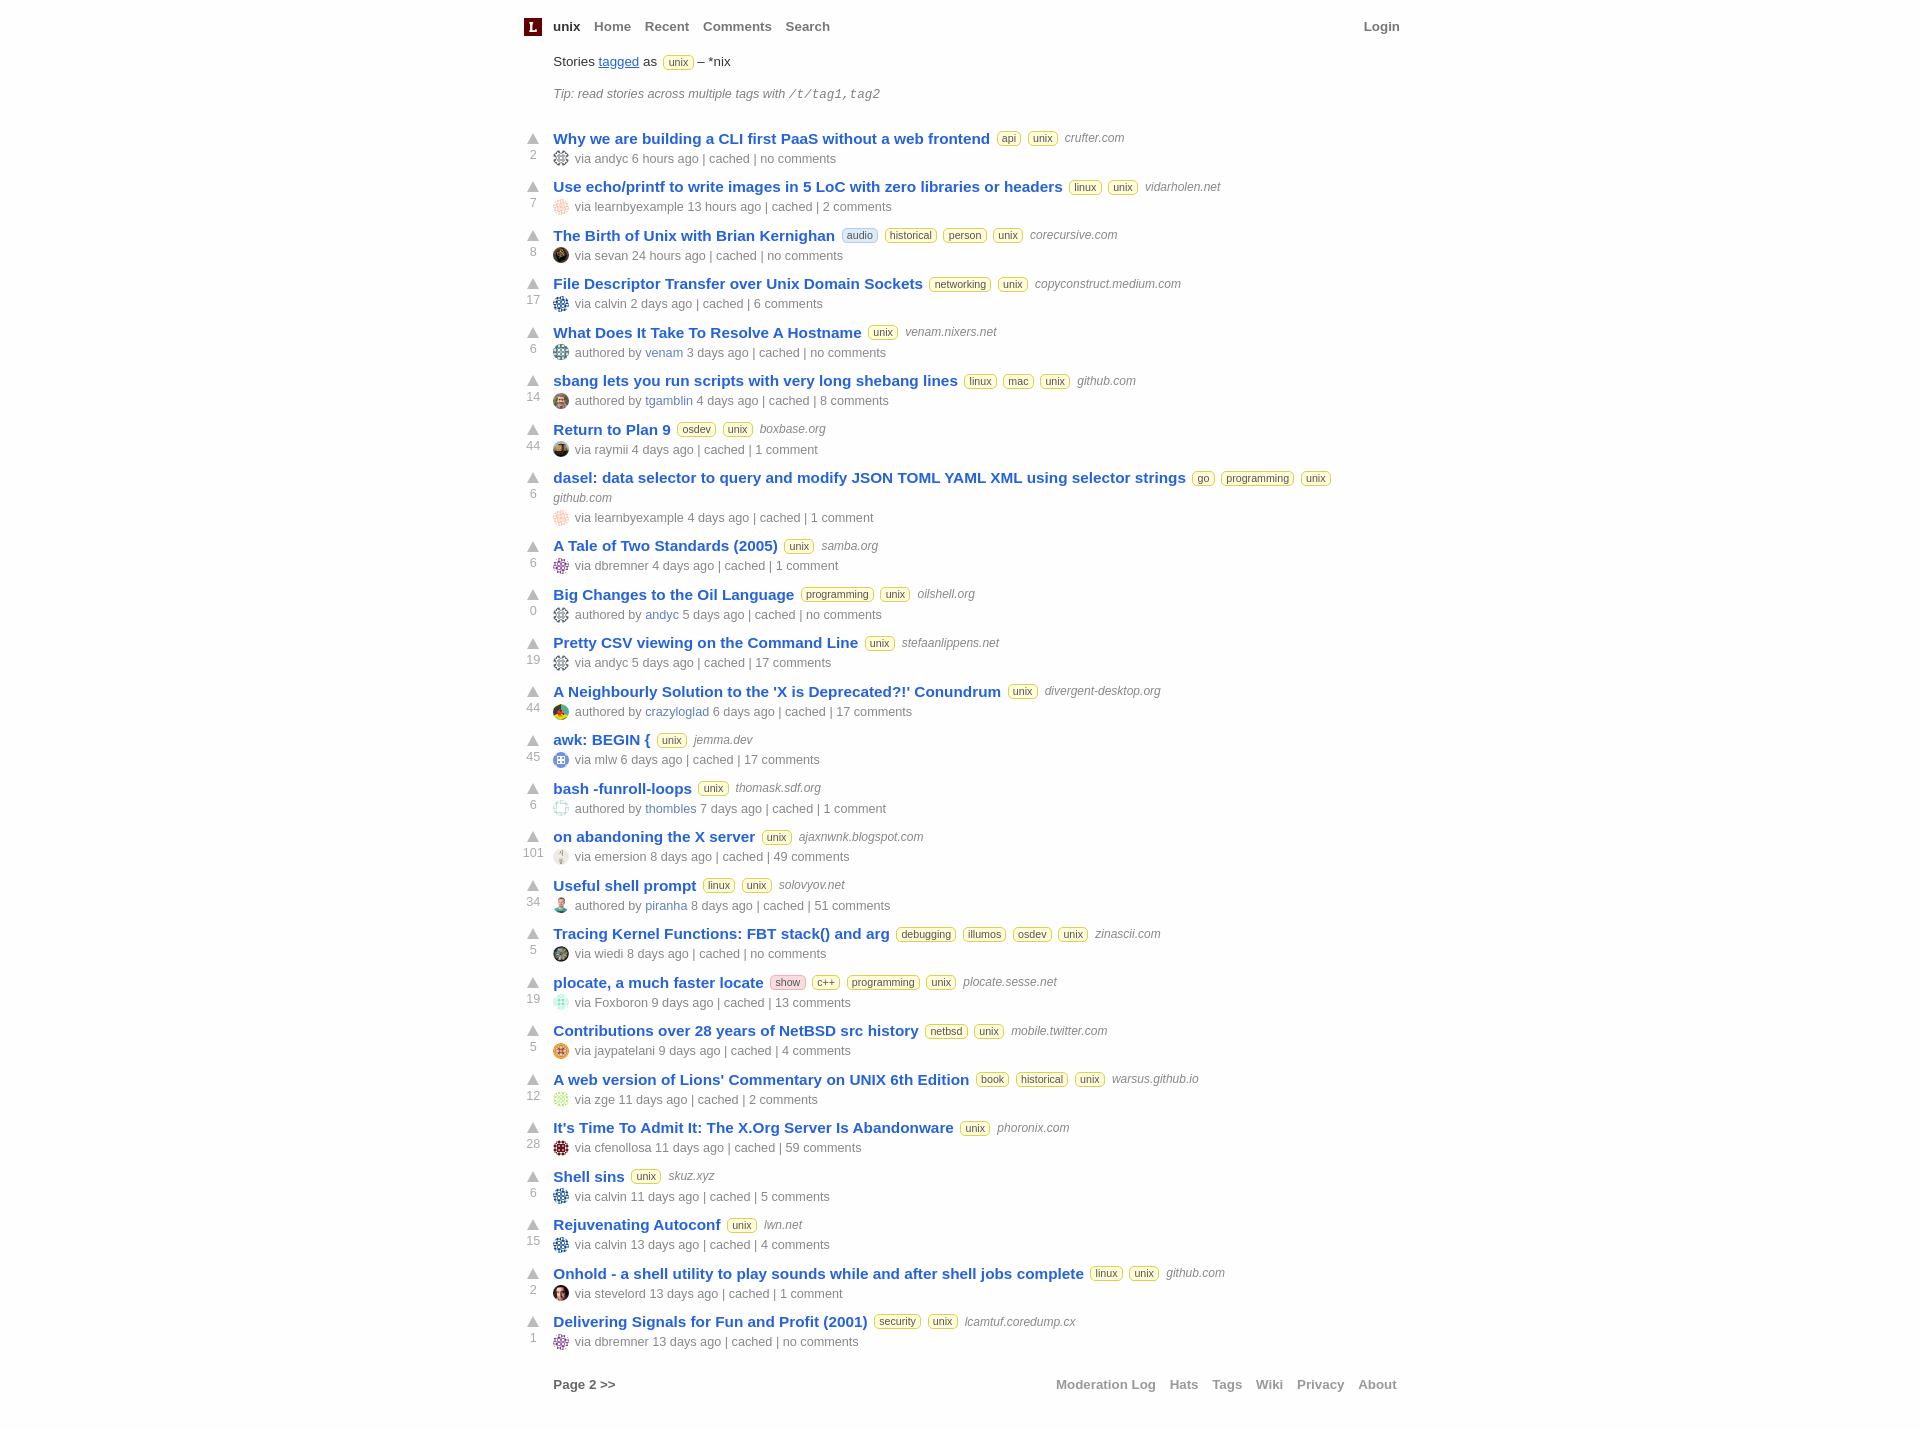 L unix Home Recent Comments Search Login
Stories tagged as unix – *nix
Tip: read stories across multiple tags with /t/tag1,tag2
Why we are building a CLI first PaaS without a web frontend api unix crufter.com
2 via andyc 6 hours ago | cached | no comments
Use echo/printf to write images in 5 LoC with zero libraries or headers linux unix vidarholen.net
7 via learnbyexample 13 hours ago | cached | 2 comments
The Birth of Unix with Brian Kernighan audio historical person unix corecursive.com
8 via sevan 24 hours ago | cached | no comments
File Descriptor Transfer over Unix Domain Sockets networking unix copyconstruct.medium.com
17 via calvin 2 days ago | cached | 6 comments
What Does It Take To Resolve A Hostname unix venam.nixers.net
6 authored by venam 3 days ago | cached | no comments
sbang lets you run scripts with very long shebang lines linux mac unix github.com
14 authored by tgamblin 4 days ago | cached | 8 comments
Return to Plan 9 osdev unix boxbase.org
44 via raymii 4 days ago | cached | 1 comment
dasel: data selector to query and modify JSON TOML YAML XML using selector strings go programming unix
6 github.com
via learnbyexample 4 days ago | cached | 1 comment
A Tale of Two Standards (2005) unix samba.org
6 via dbremner 4 days ago | cached | 1 comment
Big Changes to the Oil Language programming unix oilshell.org
0 authored by andyc 5 days ago | cached | no comments
Pretty CSV viewing on the Command Line unix stefaanlippens.net
19 via andyc 5 days ago | cached | 17 comments
A Neighbourly Solution to the 'X is Deprecated?!' Conundrum unix divergent-desktop.org
44 authored by crazyloglad 6 days ago | cached | 17 comments
awk: BEGIN { unix jemma.dev
45 via mlw 6 days ago | cached | 17 comments
bash -funroll-loops unix thomask.sdf.org
6 authored by thombles 7 days ago | cached | 1 comment
on abandoning the X server unix ajaxnwnk.blogspot.com
101 via emersion 8 days ago | cached | 49 comments
Useful shell prompt linux unix solovyov.net
34 authored by piranha 8 days ago | cached | 51 comments
Tracing Kernel Functions: FBT stack() and arg debugging illumos osdev unix zinascii.com
5 via wiedi 8 days ago | cached | no comments
plocate, a much faster locate show c++ programming unix plocate.sesse.net
19 via Foxboron 9 days ago | cached | 13 comments
Contributions over 28 years of NetBSD src history netbsd unix mobile.twitter.com
5 via jaypatelani 9 days ago | cached | 4 comments
A web version of Lions' Commentary on UNIX 6th Edition book historical unix warsus.github.io
12 via zge 11 days ago | cached | 2 comments
It's Time To Admit It: The X.Org Server Is Abandonware unix phoronix.com
28 via cfenollosa 11 days ago | cached | 59 comments
Shell sins unix skuz.xyz
6 via calvin 11 days ago | cached | 5 comments
Rejuvenating Autoconf unix lwn.net
15 via calvin 13 days ago | cached | 4 comments
Onhold - a shell utility to play sounds while and after shell jobs complete linux unix github.com
2 via stevelord 13 days ago | cached | 1 comment
Delivering Signals for Fun and Profit (2001) security unix lcamtuf.coredump.cx
1 via dbremner 13 days ago | cached | no comments
Page 2 >> Moderation Log Hats Tags Wiki Privacy About